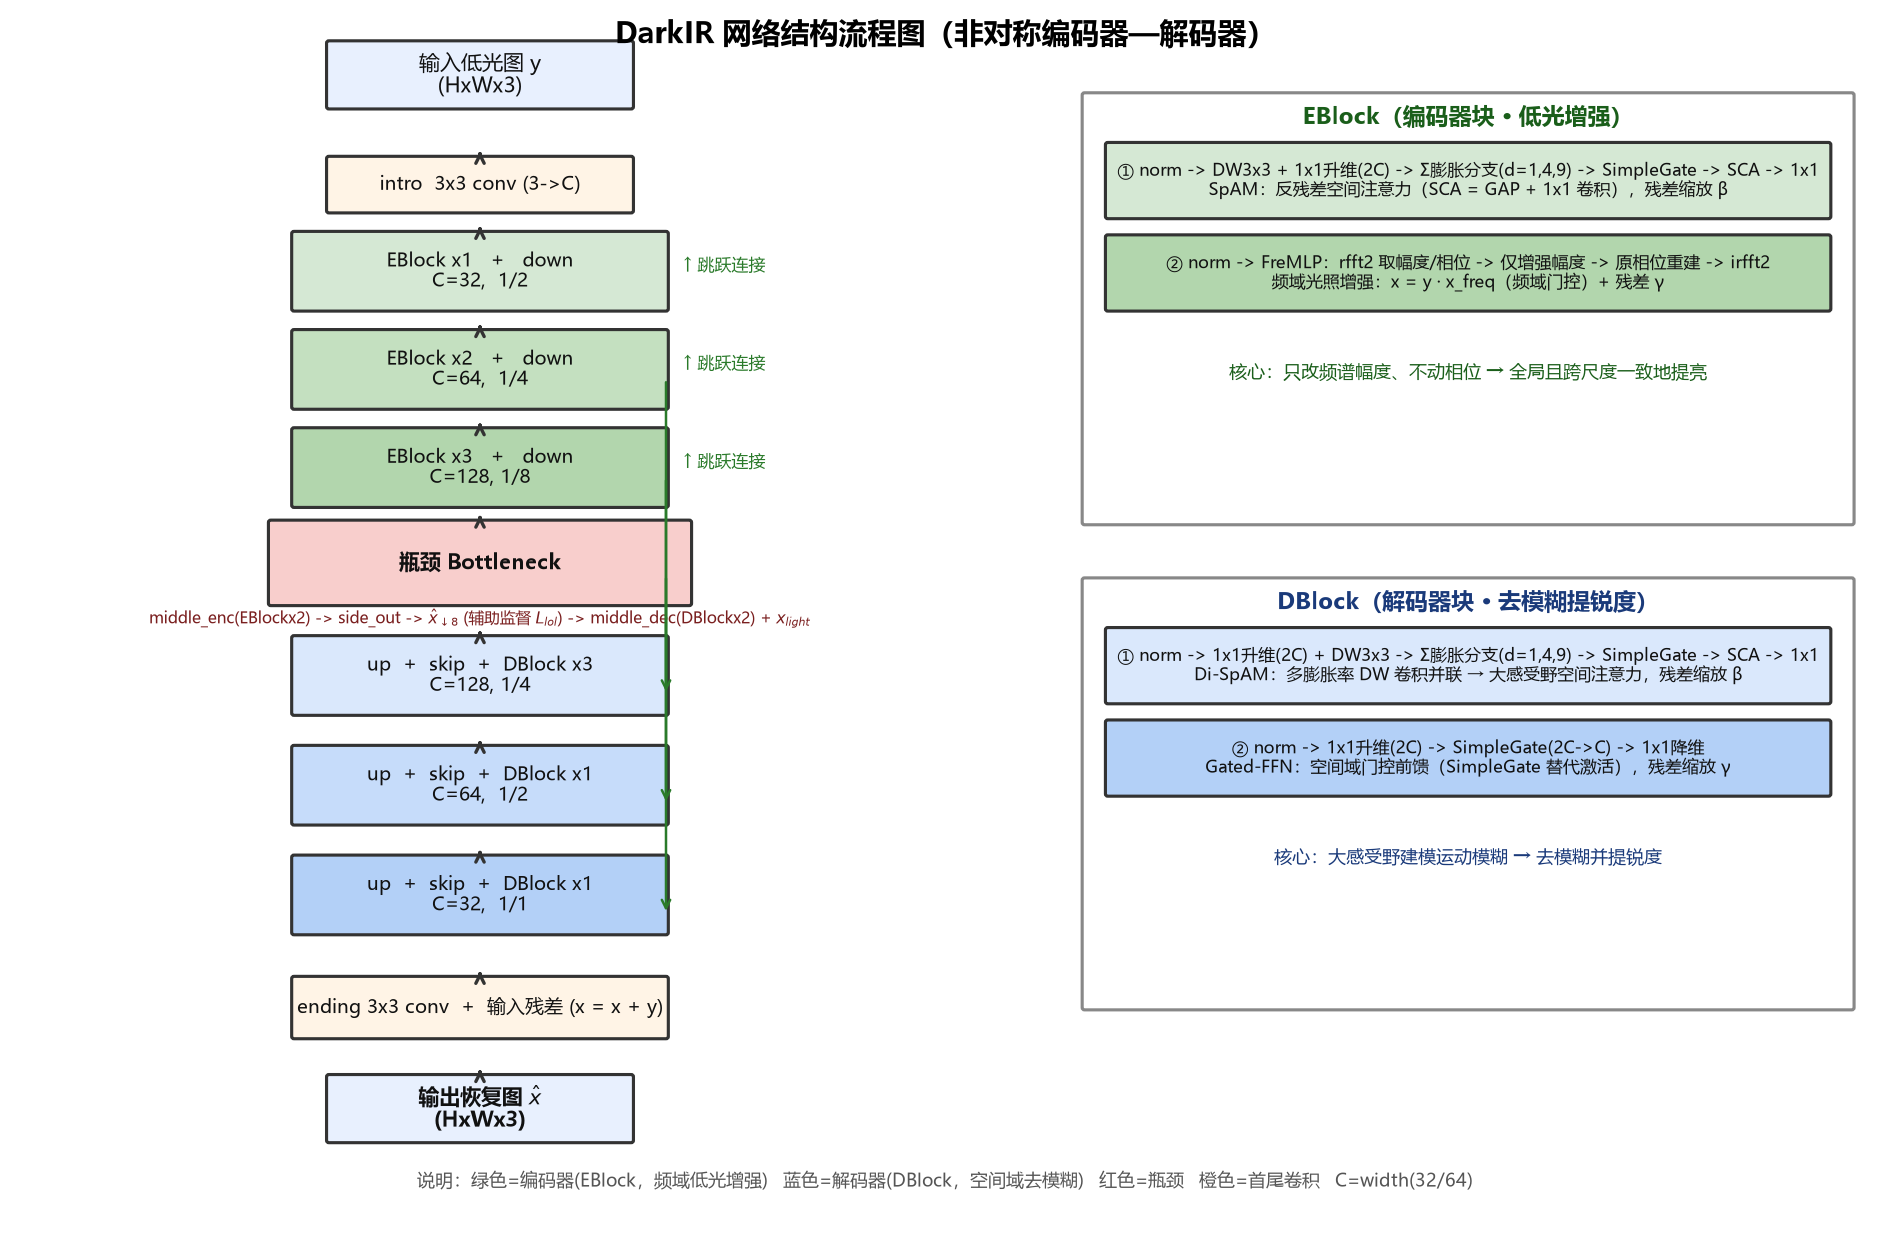 DarkIR 网络结构流程图（非对称编码器—解码器）
输入低光图 y
(HxWx3)
intro  3x3 conv (3->C)
EBlock x1   +   down
C=32,  1/2
↑ 跳跃连接
EBlock x2   +   down
C=64,  1/4
↑ 跳跃连接
EBlock x3   +   down
C=128, 1/8
↑ 跳跃连接
瓶颈 Bottleneck
middle_enc(EBlockx2) -> side_out -> x̂↓8 (辅助监督 L_lol) -> middle_dec(DBlockx2) + x_light
up  +  skip  +  DBlock x3
C=128, 1/4
up  +  skip  +  DBlock x1
C=64,  1/2
up  +  skip  +  DBlock x1
C=32,  1/1
ending 3x3 conv  +  输入残差 (x = x + y)
输出恢复图 x̂
(HxWx3)
EBlock（编码器块 • 低光增强）
① norm -> DW3x3 + 1x1升维(2C) -> Σ膨胀分支(d=1,4,9) -> SimpleGate -> SCA -> 1x1
SpAM：反残差空间注意力（SCA = GAP + 1x1 卷积），残差缩放 β
② norm -> FreMLP：rfft2 取幅度/相位 -> 仅增强幅度 -> 原相位重建 -> irfft2
频域光照增强：x = y · x_freq（频域门控）+ 残差 γ
核心：只改频谱幅度、不动相位 → 全局且跨尺度一致地提亮
DBlock（解码器块 • 去模糊提锐度）
① norm -> 1x1升维(2C) + DW3x3 -> Σ膨胀分支(d=1,4,9) -> SimpleGate -> SCA -> 1x1
Di-SpAM：多膨胀率 DW 卷积并联 → 大感受野空间注意力，残差缩放 β
② norm -> 1x1升维(2C) -> SimpleGate(2C->C) -> 1x1降维
Gated-FFN：空间域门控前馈（SimpleGate 替代激活），残差缩放 γ
核心：大感受野建模运动模糊 → 去模糊并提锐度
说明：绿色=编码器(EBlock，频域低光增强)   蓝色=解码器(DBlock，空间域去模糊)   红色=瓶颈   橙色=首尾卷积   C=width(32/64)